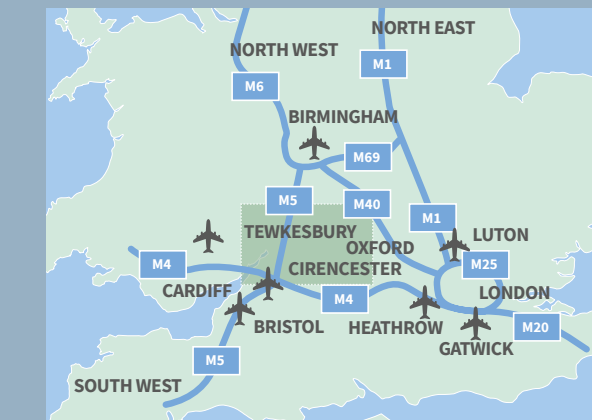 NORTH EAST
NORTH WEST
M1
M6
BIRMINGHAM
M69
M5
M40
M1
TEWKESBURY
LUTON
OXFORD
M4
M25
CIRENCESTER
CARDIFF
M4
LONDON
BRISTOL
HEATHROW
M20
GATWICK
M5
SOUTH WEST